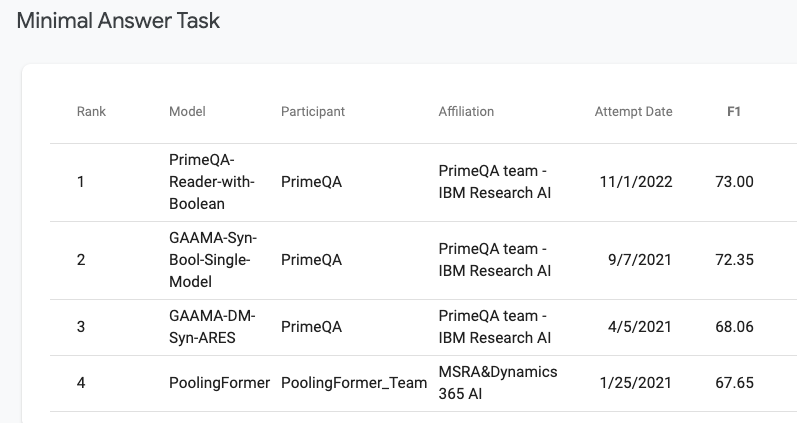 Minimal Answer Task
Rank Model Participant Affiliation Attempt Date F1
PrimeQA-
Reader-with-
Boolean
1 PrimeQA PrimeQA team -
IBM Research AI 11/1/2022 73.00
GAAMA-Syn-
Bool-Single-
Model
2 PrimeQA PrimeQA team -
IBM Research AI 9/7/2021 72.35
GAAMA-DM-
Syn-ARES
3 PrimeQA PrimeQA team -
IBM Research AI 4/5/2021 68.06
4 PoolingFormer PoolingFormer_Team MSRA&Dynamics
365 AI 1/25/2021 67.65